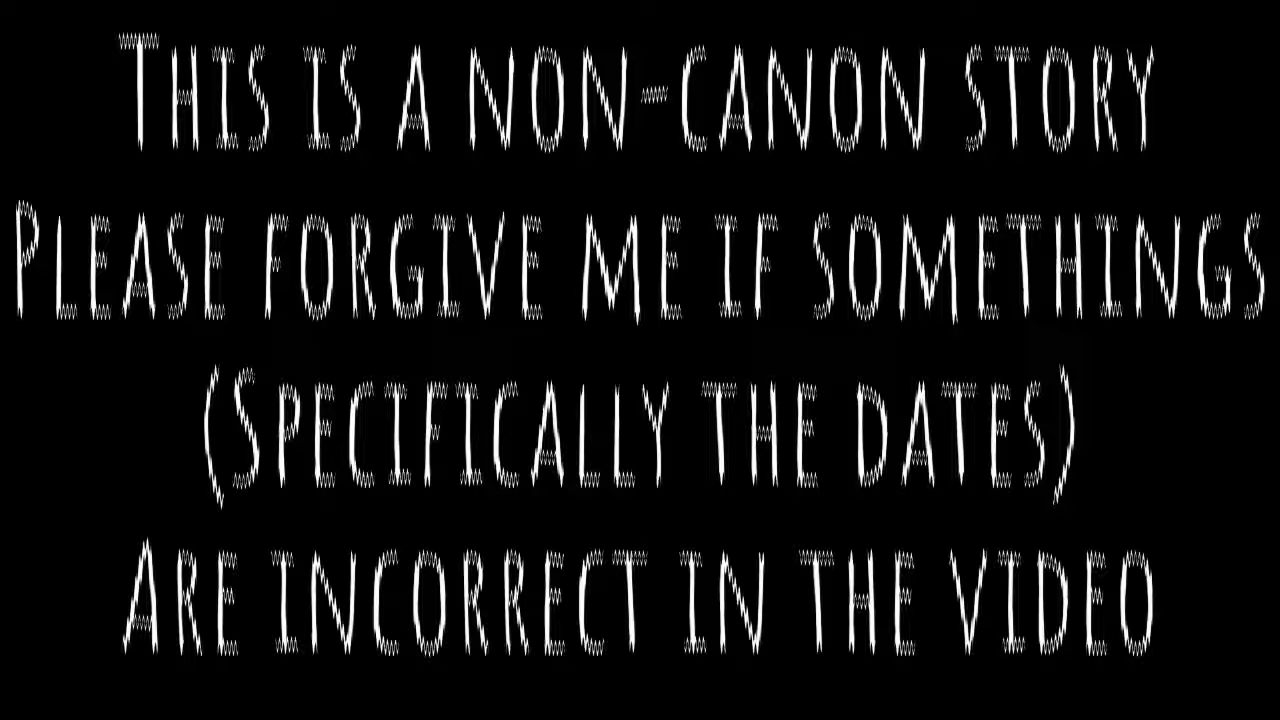 This is a non-canon story
Please forgive me if somethings
(Specifically the dates)
Are incorrect in the video